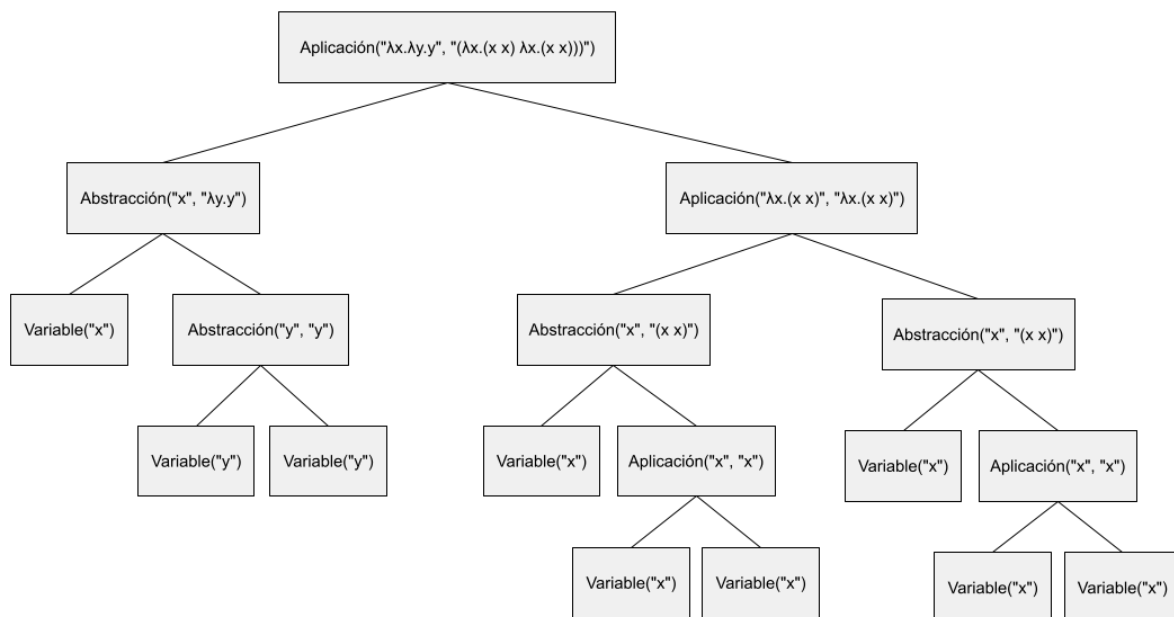 Aplicación("λx.λy.y", "(λx.(x x) λx.(x x)))")
Abstracción("x", "λy.y")
Aplicación("λx.(x x)", "λx.(x x)")
Variable("x")
Abstracción("y", "y")
Abstracción("x", "(x x)")
Abstracción("x", "(x x)")
Variable("y")
Variable("y")
Variable("x")
Aplicación("x", "x")
Variable("x")
Aplicación("x", "x")
Variable("x")
Variable("x")
Variable("x")
Variable("x")